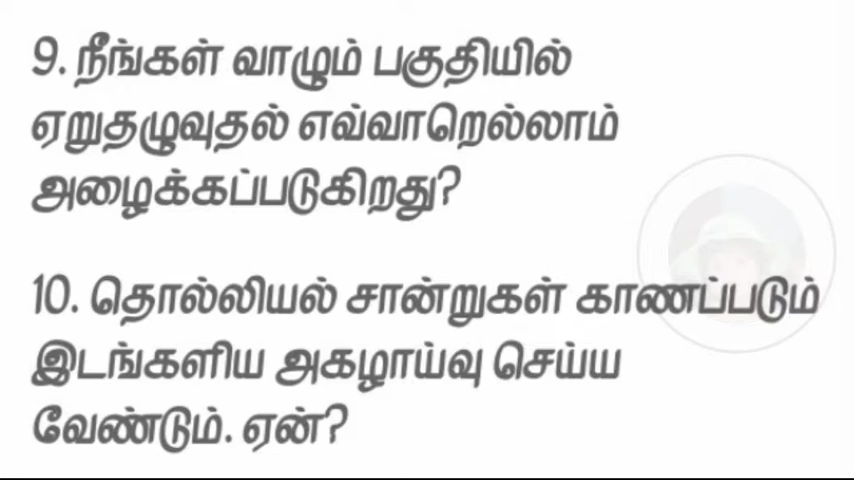 9. நீங்கள் வாழும் பகுதியில்
ஏறுதழுவுதல் எவ்வாறெல்லாம்
அழைக்கப்படுகிறது?
10. தொல்லியல் சான்றுகள் காணப்படும்
இடங்களிய அகழாய்வு செய்ய
வேண்டும். ஏன்?